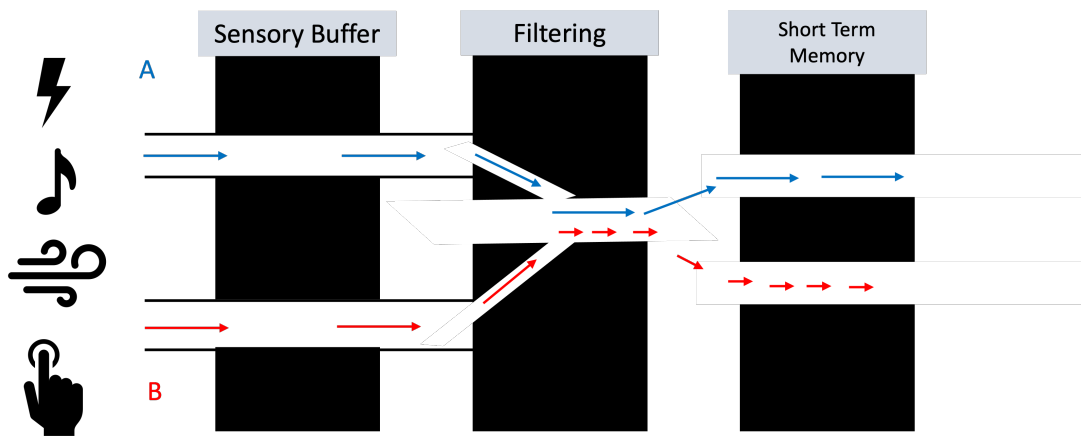 Sensory Buffer
Filtering
Short Term
Memory
A
B